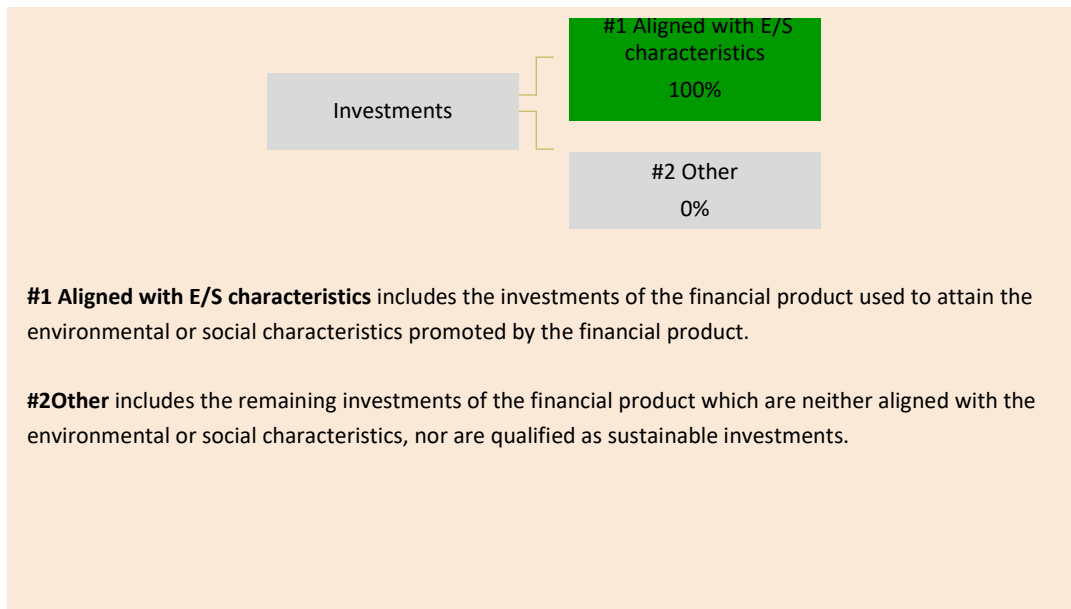 #1 Aligned with E/S
characteristics
100%
Investments
#2 Other
0%
#1 Aligned with E/S characteristics includes the investments of the financial product used to attain the
environmental or social characteristics promoted by the financial product.
#2Other includes the remaining investments of the financial product which are neither aligned with the
environmental or social characteristics, nor are qualified as sustainable investments.